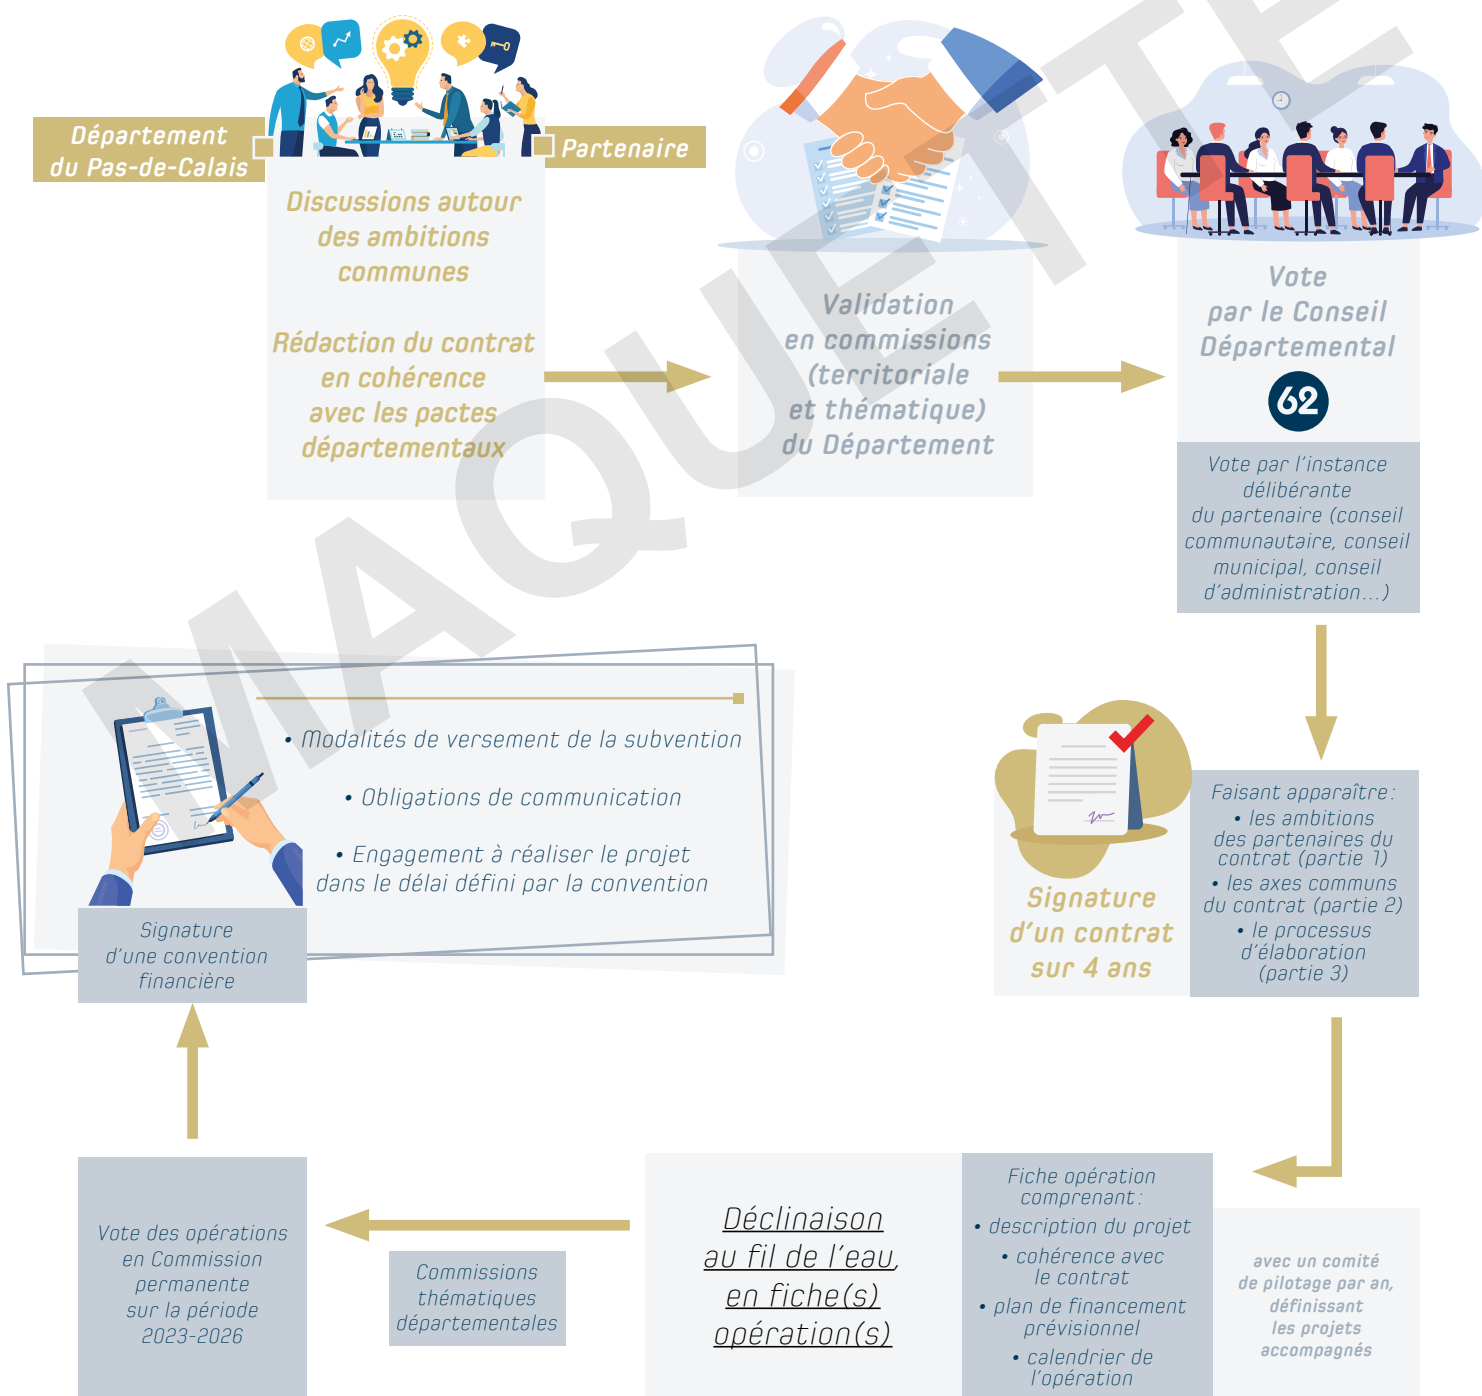 MAQUETTE
Département
du Pas-de-Calais
Partenaire
Discussions autour
des ambitions
communes
Rédaction du contrat
en cohérence
avec les pactes
départementaux
Validation
en commissions
(territoriale
et thématique)
du Département
Vote
par le Conseil
Départemental
62
Vote par l'instance
délibérante
du partenaire (conseil
communautaire, conseil
municipal, conseil
d'administration...)
Signature
d'un contrat
sur 4 ans
Faisant apparaître :
• les ambitions
des partenaires du
contrat (partie 1)
• les axes communs
du contrat (partie 2)
• le processus
d'élaboration
(partie 3)
avec un comité
de pilotage par an,
définissant
les projets
accompagnés
Déclinaison
au fil de l'eau,
en fiche(s)
opération(s)
Fiche opération
comprenant :
• description du projet
• cohérence avec
le contrat
• plan de financement
prévisionnel
• calendrier de
l'opération
Commissions
thématiques
départementales
Vote des opérations
en Commission
permanente
sur la période
2023-2026
Signature
d'une convention
financière
• Modalités de versement de la subvention
• Obligations de communication
• Engagement à réaliser le projet
dans le délai défini par la convention